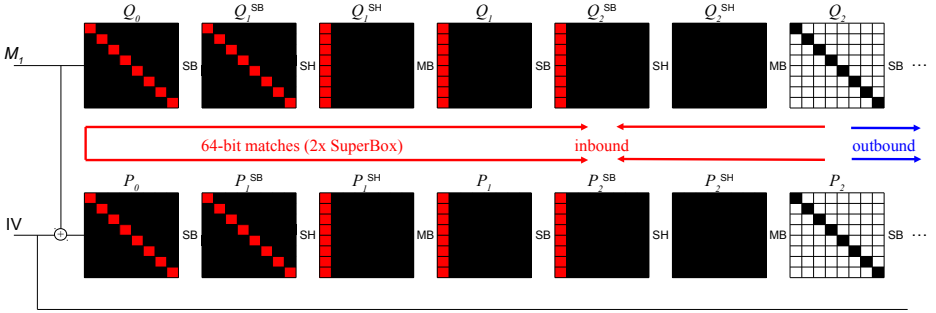 Q₀ Q₁ˢᴮ Q₁ˢᴴ Q₁ Q₂ˢᴮ Q₂ˢᴴ Q₂
M₁ SB SH MB SB SH MB SB ...
64-bit matches (2x SuperBox) inbound outbound
P₀ P₁ˢᴮ P₁ˢᴴ P₁ P₂ˢᴮ P₂ˢᴴ P₂
IV + SB SH MB SB SH MB SB ...